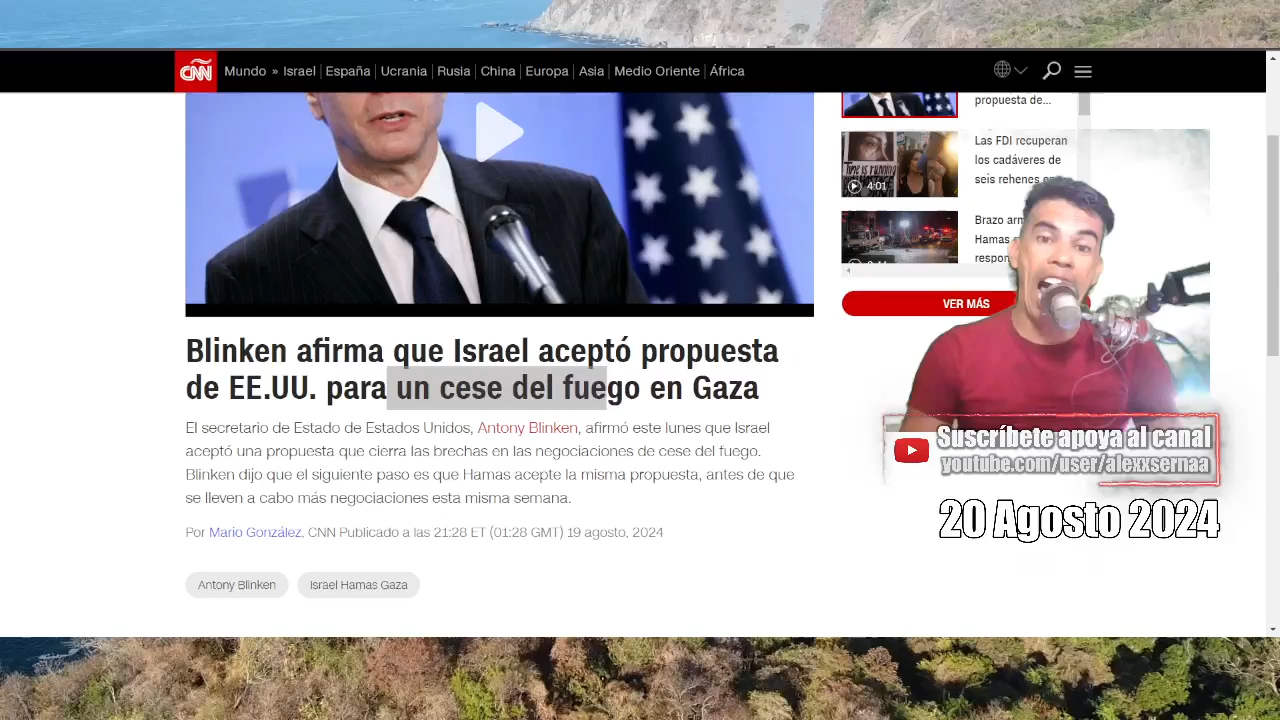 CNN
Mundo » Israel España Ucrania Rusia China Europa Asia Medio Oriente África
propuesta de...
Las FDI recuperan
los cadáveres de
seis rehenes
4:01
Time is running
Brazo
Hamas
VER MÁS
Blinken afirma que Israel aceptó propuesta
de EE.UU. para un cese del fuego en Gaza
El secretario de Estado de Estados Unidos, Antony Blinken, afirmó este lunes que Israel
aceptó una propuesta que cierra las brechas en las negociaciones de cese del fuego.
Blinken dijo que el siguiente paso es que Hamas acepte la misma propuesta, antes de que
se lleven a cabo más negociaciones esta misma semana.
Por Mario González, CNN Publicado a las 21:28 ET (01:28 GMT) 19 agosto, 2024
Antony Blinken
Israel Hamas Gaza
Suscríbete apoya al canal
youtube.com/user/alexxsernaa
20 Agosto 2024